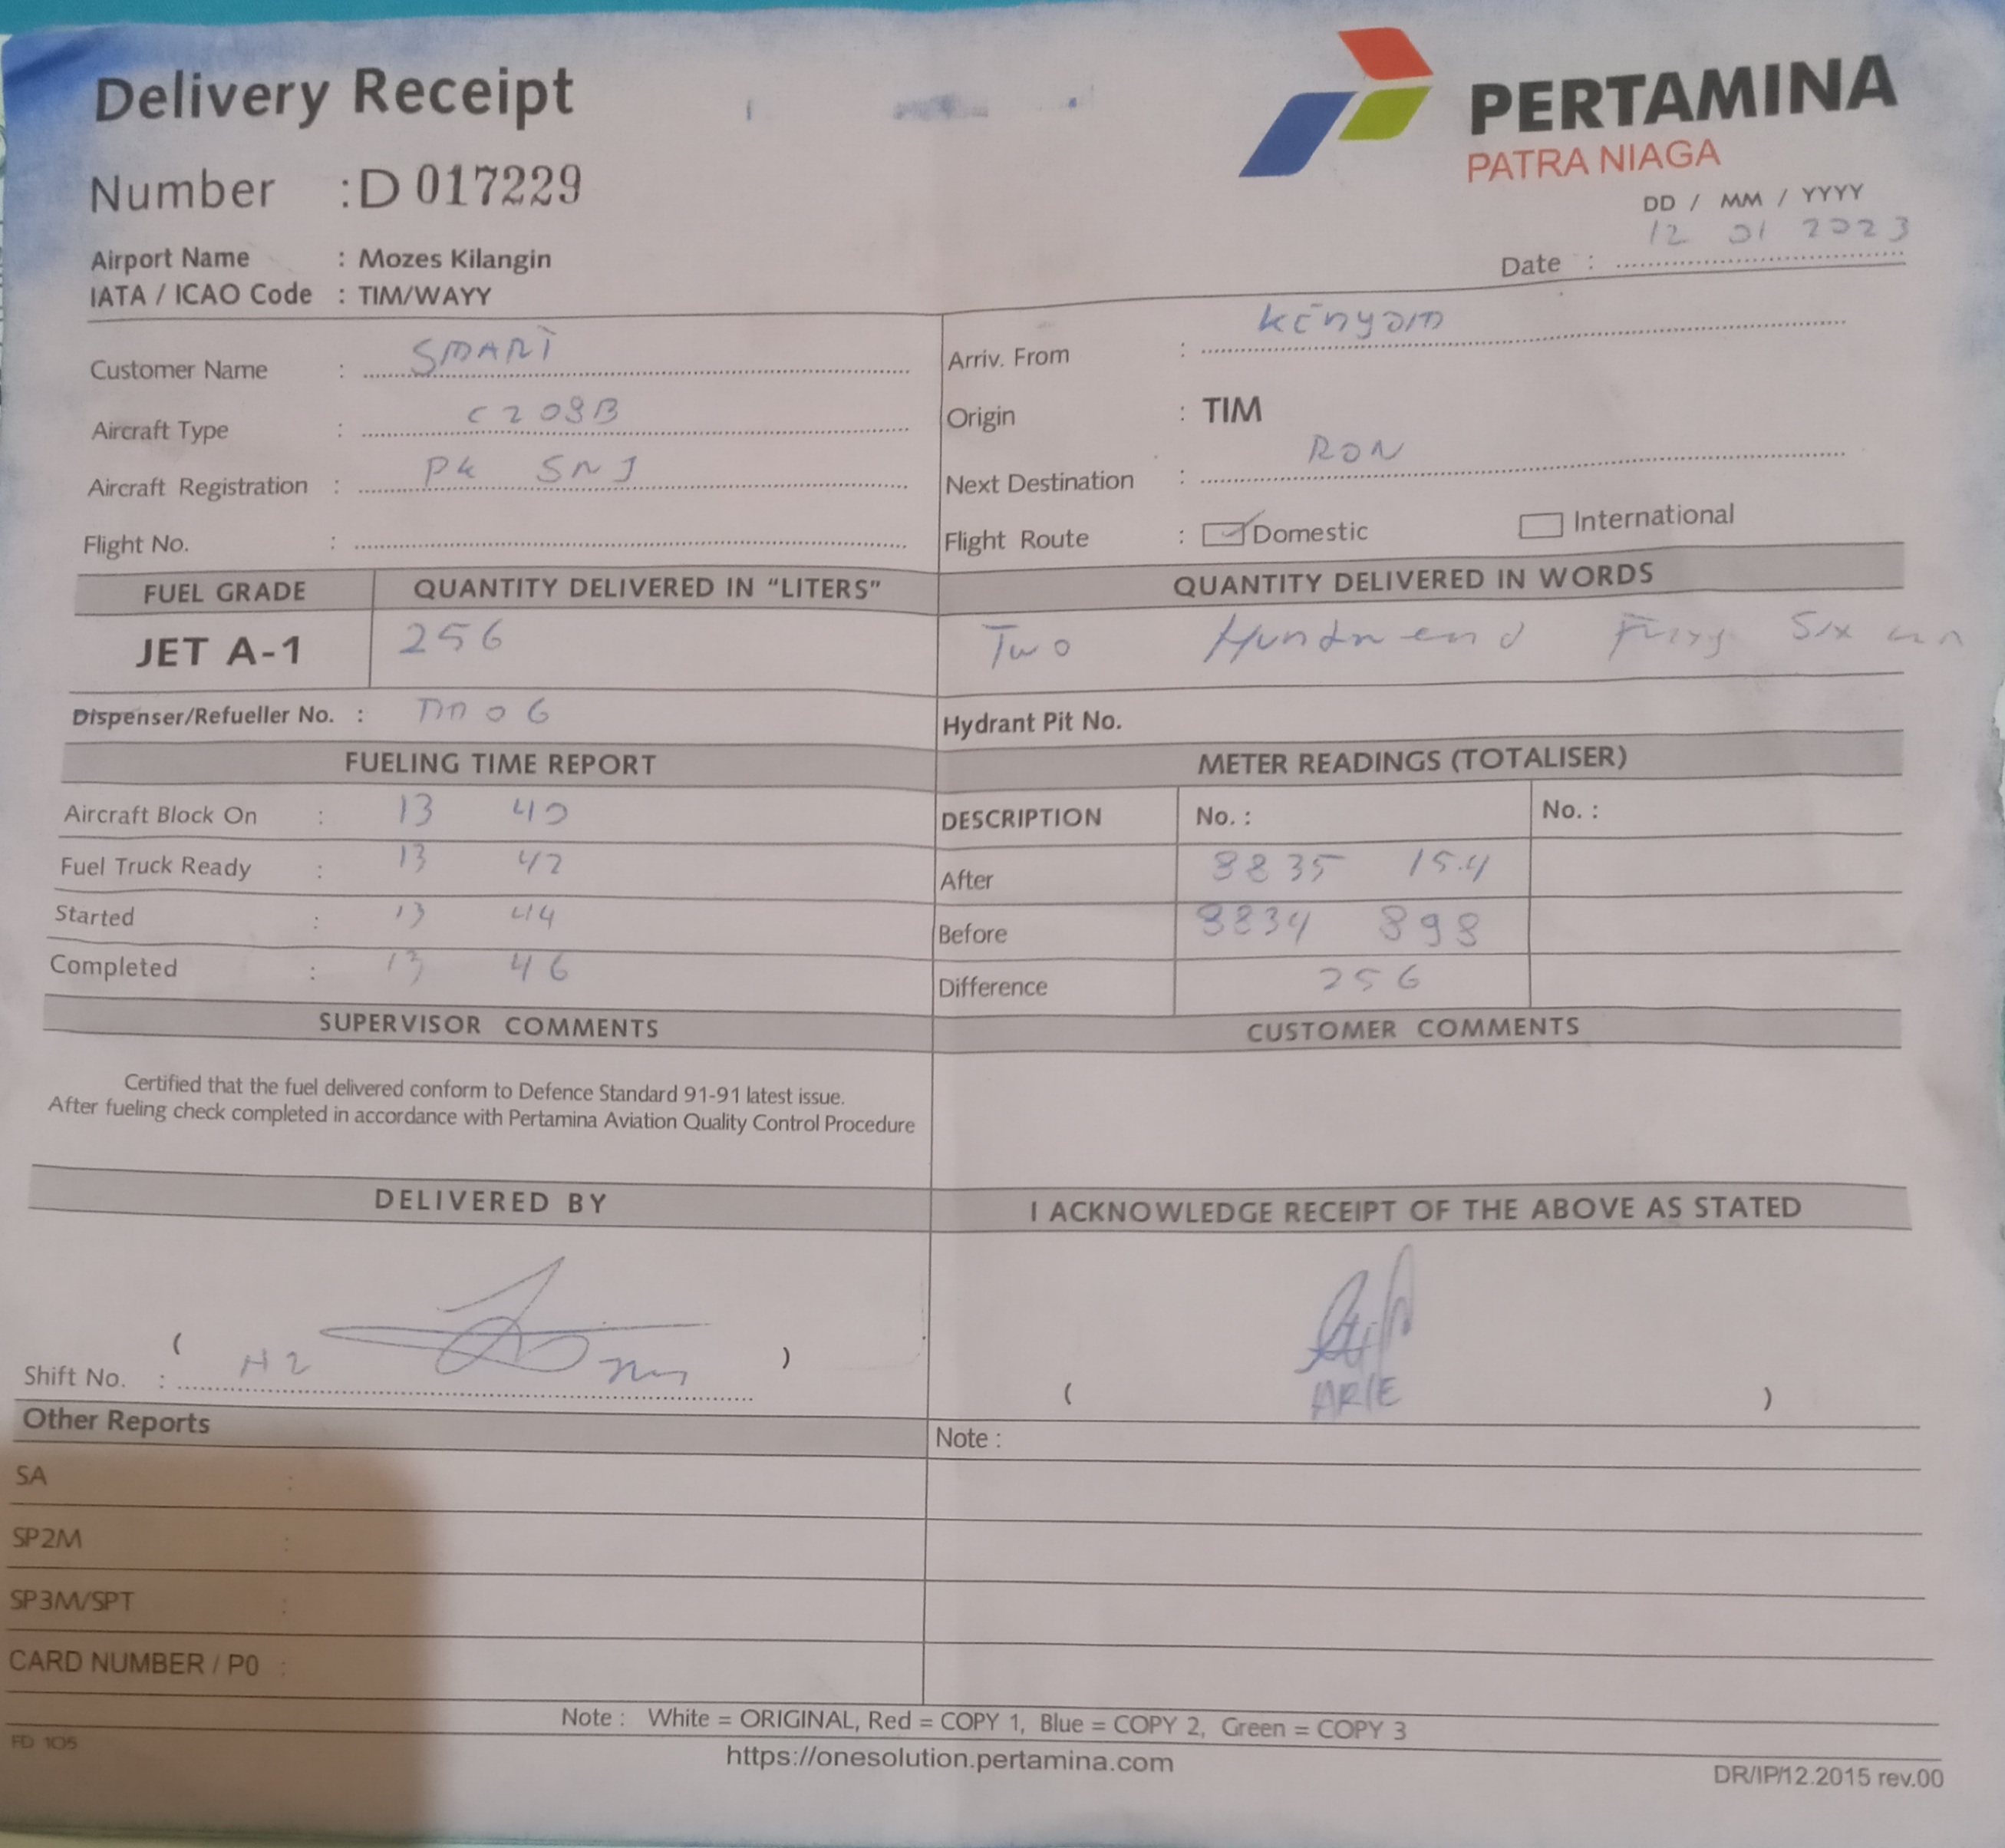 Delivery Receipt
PERTAMINA
PATRA NIAGA
Number : D 017229
DD / MM / YYYY
Date : 12 01 2023
Airport Name : Mozes Kilangin
IATA / ICAO Code : TIM/WAYY
Customer Name : SMART
Arriv. From : Kenyam
Aircraft Type : C208B
Origin : TIM
Aircraft Registration : PK SNJ
Next Destination : RON
Flight No. :
Flight Route : Domestic International
FUEL GRADE QUANTITY DELIVERED IN "LITERS" QUANTITY DELIVERED IN WORDS
JET A-1 256 Two Six
Dispenser/Refueller No. : 06
Hydrant Pit No.
FUELING TIME REPORT METER READINGS (TOTALISER)
Aircraft Block On : 13 40
DESCRIPTION No. : No. :
Fuel Truck Ready : 13 42
After 8835 154
Started : 13 44
Before 8834 898
Completed : 13 46
Difference 256
SUPERVISOR COMMENTS CUSTOMER COMMENTS
Certified that the fuel delivered conform to Defence Standard 91-91 latest issue.
After fueling check completed in accordance with Pertamina Aviation Quality Control Procedure
DELIVERED BY I ACKNOWLEDGE RECEIPT OF THE ABOVE AS STATED
( )
Shift No. : H2
( ARIE )
Other Reports Note :
SA :
SP2M :
SP3M/SPT :
CARD NUMBER / P0 :
Note : White = ORIGINAL, Red = COPY 1, Blue = COPY 2, Green = COPY 3
FD 105
https://onesolution.pertamina.com
DR/IP/12.2015 rev.00